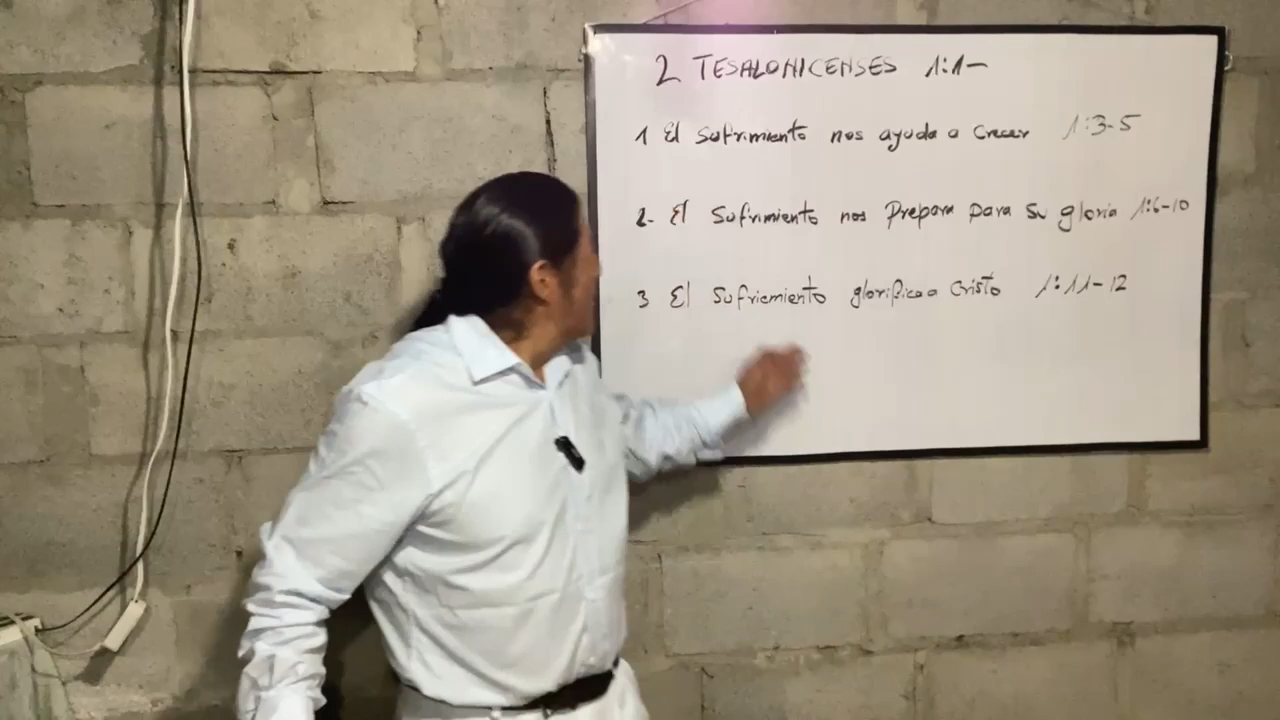 2 TESALONICENSES 1:1-
1 El Sufrimiento nos ayuda a Crecer 1:3-5
2- El Sufrimiento nos Prepara para Su gloria 1:6-10
3 El Sufriemiento glorifica a Cristo 1:11-12